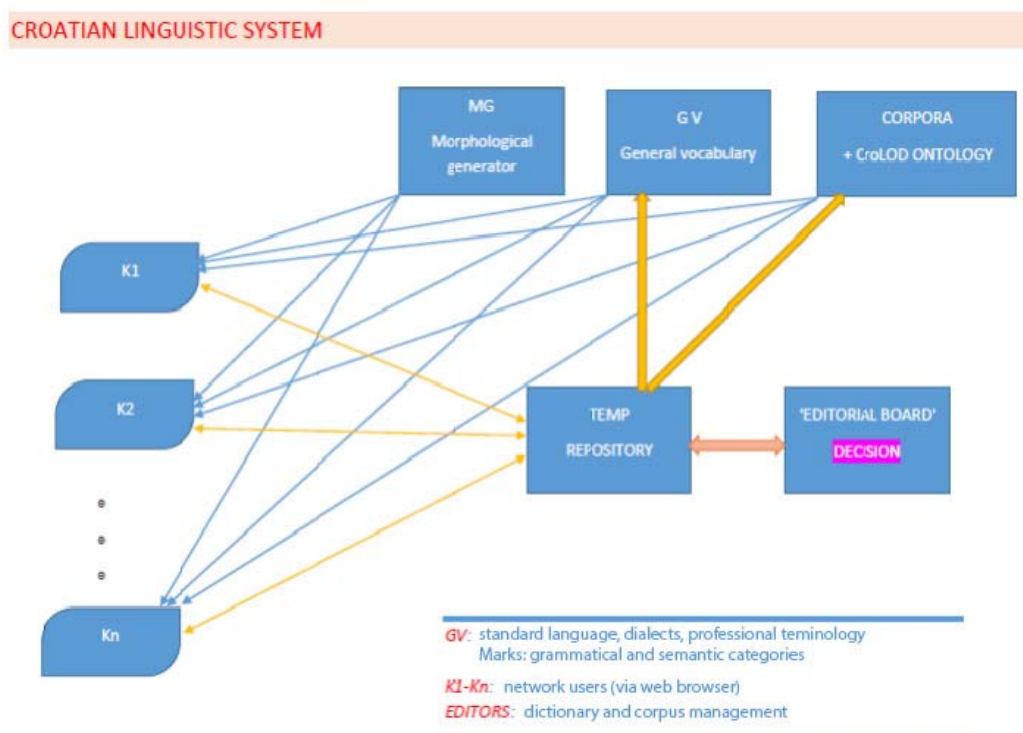 CROATIAN LINGUISTIC SYSTEM
MG
Morphological
generator
G V
General vocabulary
CORPORA
+ CroLOD ONTOLOGY
K1
K2
Kn
TEMP
REPOSITORY
'EDITORIAL BOARD'
DECISION
GV: standard language, dialects, professional teminology
Marks: grammatical and semantic categories
K1-Kn: network users (via web browser)
EDITORS: dictionary and corpus management